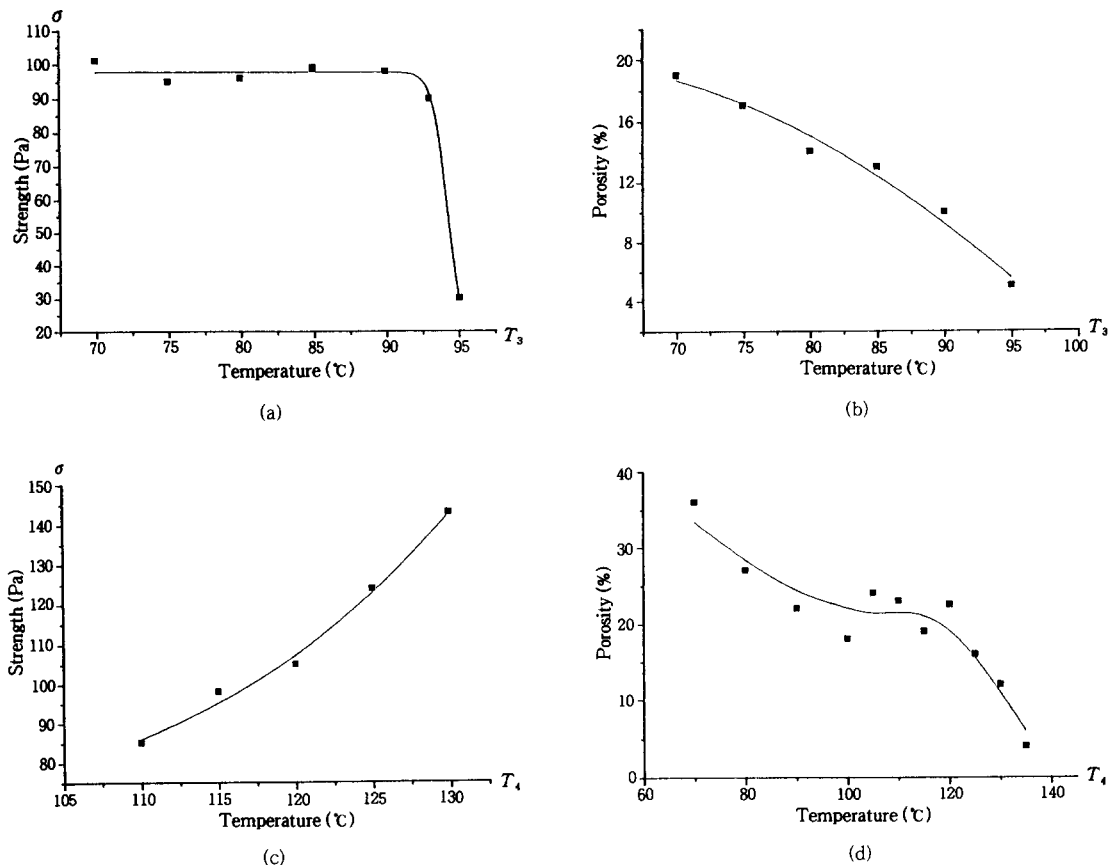 σ
110
100
90
80
70
60
50
40
30
20
Strength (Pa)
70 75 80 85 90 95
T₃
Temperature (℃)
(a)
20
16
12
8
4
Porosity (%)
70 75 80 85 90 95 100
T₃
Temperature (℃)
(b)
σ
150
140
130
120
110
100
90
80
Strength (Pa)
105 110 115 120 125 130
T₄
Temperature (℃)
(c)
40
30
20
10
0
Porosity (%)
60 80 100 120 140
T₄
Temperature (℃)
(d)